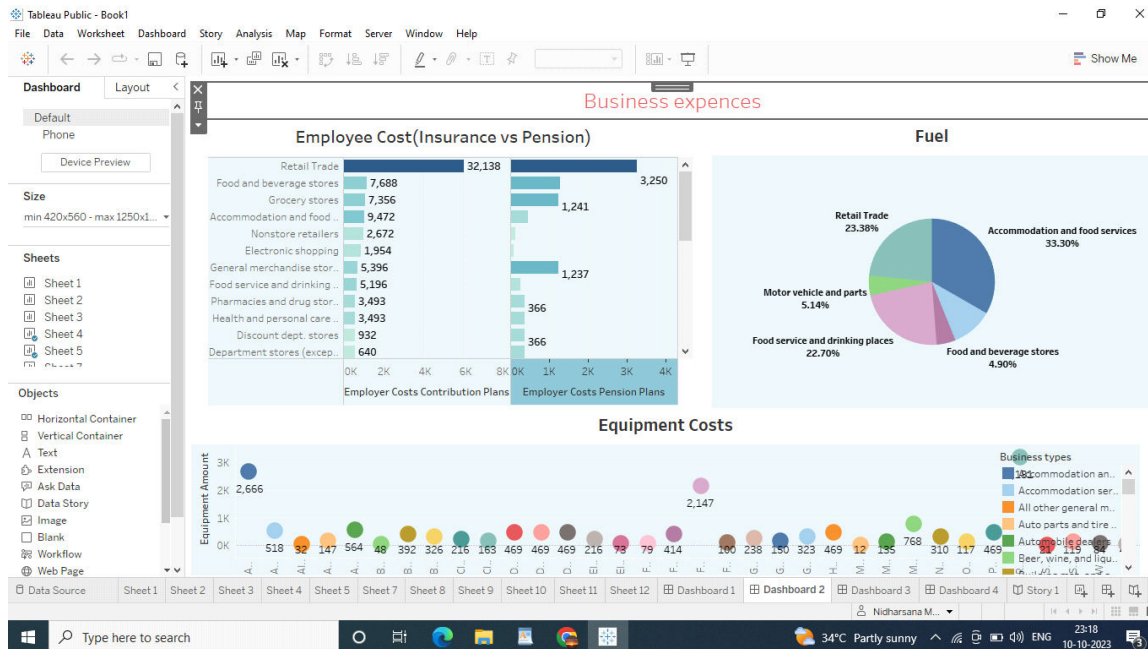 Tableau Public - Book1
File Data Worksheet Dashboard Story Analysis Map Format Server Window Help
Show Me
Dashboard Layout
Default
Phone
Device Preview
Size
min 420x560 - max 1250x1...
Sheets
Sheet 1
Sheet 2
Sheet 3
Sheet 4
Sheet 5
Objects
Horizontal Container
Vertical Container
Text
Extension
Ask Data
Data Story
Image
Blank
Workflow
Web Page
Business expences
Employee Cost(Insurance vs Pension)
Retail Trade 32,138
Food and beverage stores 7,688 3,250
Grocery stores 7,356 1,241
Accommodation and food .. 9,472
Nonstore retailers 2,672
Electronic shopping 1,954
General merchandise stor.. 5,396 1,237
Food service and drinking .. 5,196
Pharmacies and drug stor.. 3,493 366
Health and personal care .. 3,493
Discount dept. stores 932 366
Department stores (excep.. 640
0K 2K 4K 6K 8K 0K 1K 2K 3K 4K
Employer Costs Contribution Plans Employer Costs Pension Plans
Fuel
Retail Trade
23.38%
Accommodation and food services
33.30%
Motor vehicle and parts
5.14%
Food service and drinking places
22.70%
Food and beverage stores
4.90%
Equipment Costs
Equipment Amount
3K
2K
1K
0K
2,666 518 32 147 564 48 392 326 216 163 469 469 469 216 73 79 414 2,147 100 238 150 323 469 12 135 768 310 117 469 21 119 84
A.. A.. Al.. A.. A.. B.. B.. B.. Cl.. C.. D.. D.. D.. El.. El.. F.. F.. F.. F.. G.. G.. G.. H.. M.. M.. M.. N.. O.. P..
Business types
Accommodation an..
Accommodation ser..
All other general m..
Auto parts and tire ..
Automobile dealers
Beer, wine, and liqu..
Data Source Sheet 1 Sheet 2 Sheet 3 Sheet 4 Sheet 5 Sheet 7 Sheet 8 Sheet 9 Sheet 10 Sheet 11 Sheet 12 Dashboard 1 Dashboard 2 Dashboard 3 Dashboard 4 Story 1
Nidharsana M...
Type here to search
34°C Partly sunny ENG
23:18
10-10-2023
3